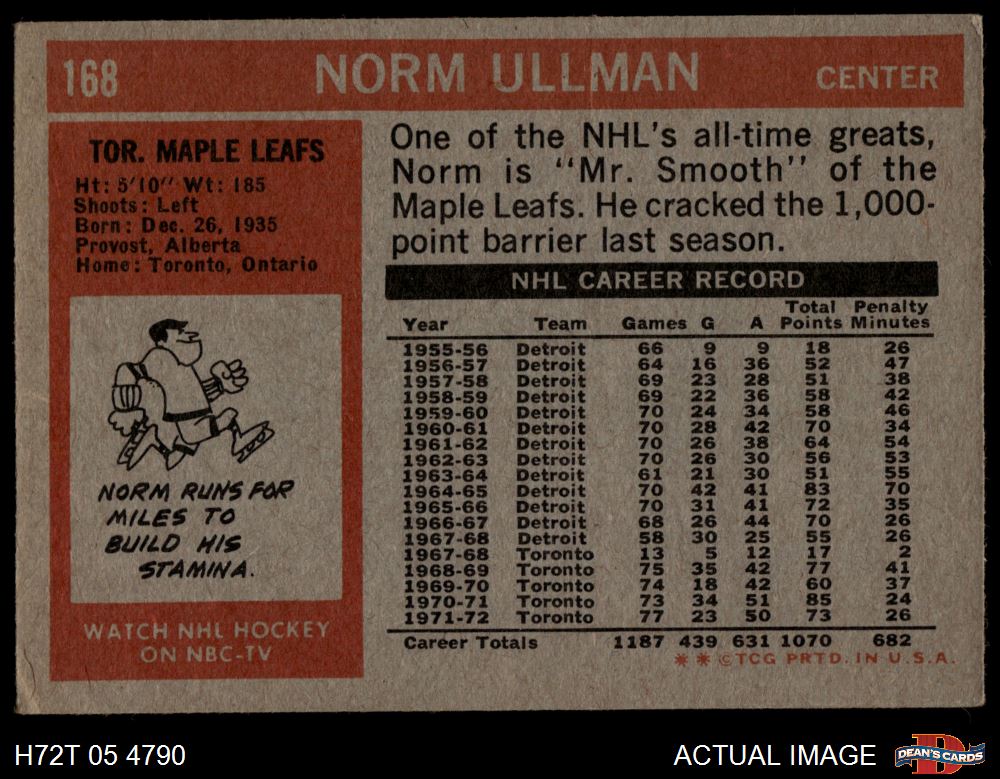 168 NORM ULLMAN CENTER
TOR. MAPLE LEAFS
Ht: 5'10" Wt: 185
Shoots: Left
Born: Dec. 26, 1935
Provost, Alberta
Home: Toronto, Ontario
NORM RUNS FOR
MILES TO
BUILD HIS
STAMINA.
WATCH NHL HOCKEY
ON NBC-TV
One of the NHL's all-time greats,
Norm is "Mr. Smooth" of the
Maple Leafs. He cracked the 1,000-
point barrier last season.
NHL CAREER RECORD
Total Penalty
Year Team Games G A Points Minutes
1955-56 Detroit 66 9 9 18 26
1956-57 Detroit 64 16 36 52 47
1957-58 Detroit 69 23 28 51 38
1958-59 Detroit 69 22 36 58 42
1959-60 Detroit 70 24 34 58 46
1960-61 Detroit 70 28 42 70 34
1961-62 Detroit 70 26 38 64 54
1962-63 Detroit 70 26 30 56 53
1963-64 Detroit 61 21 30 51 55
1964-65 Detroit 70 42 41 83 70
1965-66 Detroit 70 31 41 72 35
1966-67 Detroit 68 26 44 70 26
1967-68 Detroit 58 30 25 55 26
1967-68 Toronto 13 5 12 17 2
1968-69 Toronto 75 35 42 77 41
1969-70 Toronto 74 18 42 60 37
1970-71 Toronto 73 34 51 85 24
1971-72 Toronto 77 23 50 73 26
Career Totals 1187 439 631 1070 682
* * ©TCG PRTD. IN U.S.A.
H72T 05 4790 ACTUAL IMAGE DEAN'S CARDS